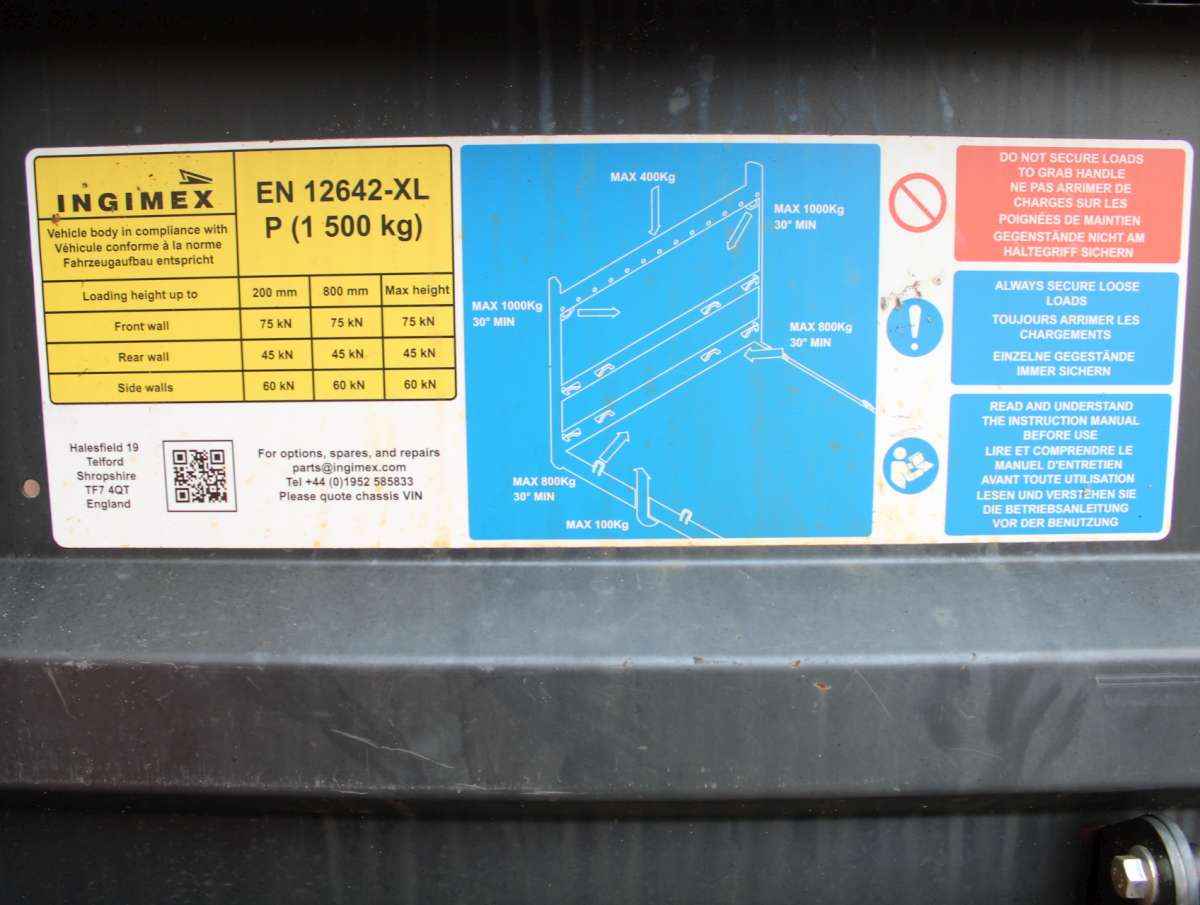 INGIMEX
Vehicle body in compliance with
Véhicule conforme à la norme
Fahrzeugaufbau entspricht
EN 12642-XL
P (1 500 kg)
Loading height up to 200 mm 800 mm Max height
Front wall 75 kN 75 kN 75 kN
Rear wall 45 kN 45 kN 45 kN
Side walls 60 kN 60 kN 60 kN
Halesfield 19
Telford
Shropshire
TF7 4QT
England
For options, spares, and repairs
parts@ingimex.com
Tel +44 (0)1952 585833
Please quote chassis VIN
MAX 400Kg
MAX 1000Kg
30° MIN
MAX 1000Kg
30° MIN
MAX 800Kg
30° MIN
MAX 800Kg
30° MIN
MAX 100Kg
DO NOT SECURE LOADS
TO GRAB HANDLE
NE PAS ARRIMER DE
CHARGES SUR LES
POIGNÉES DE MAINTIEN
GEGENSTÄNDE NICHT AM
HALTEGRIFF SICHERN
ALWAYS SECURE LOOSE
LOADS
TOUJOURS ARRIMER LES
CHARGEMENTS
EINZELNE GEGESTÄNDE
IMMER SICHERN
READ AND UNDERSTAND
THE INSTRUCTION MANUAL
BEFORE USE
LIRE ET COMPRENDRE LE
MANUEL D'ENTRETIEN
AVANT TOUTE UTILISATION
LESEN UND VERSTEHEN SIE
DIE BETRIEBSANLEITUNG
VOR DER BENUTZUNG